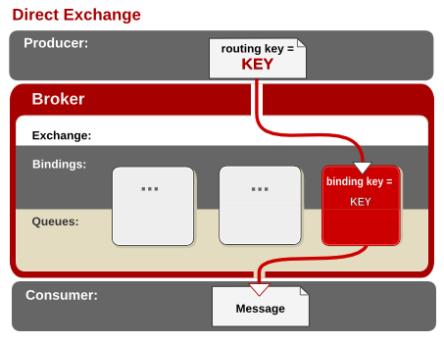 Direct Exchange
Producer:
routing key =
KEY
Broker
Exchange:
Bindings:
...
...
binding key =
KEY
Queues:
Consumer:
Message